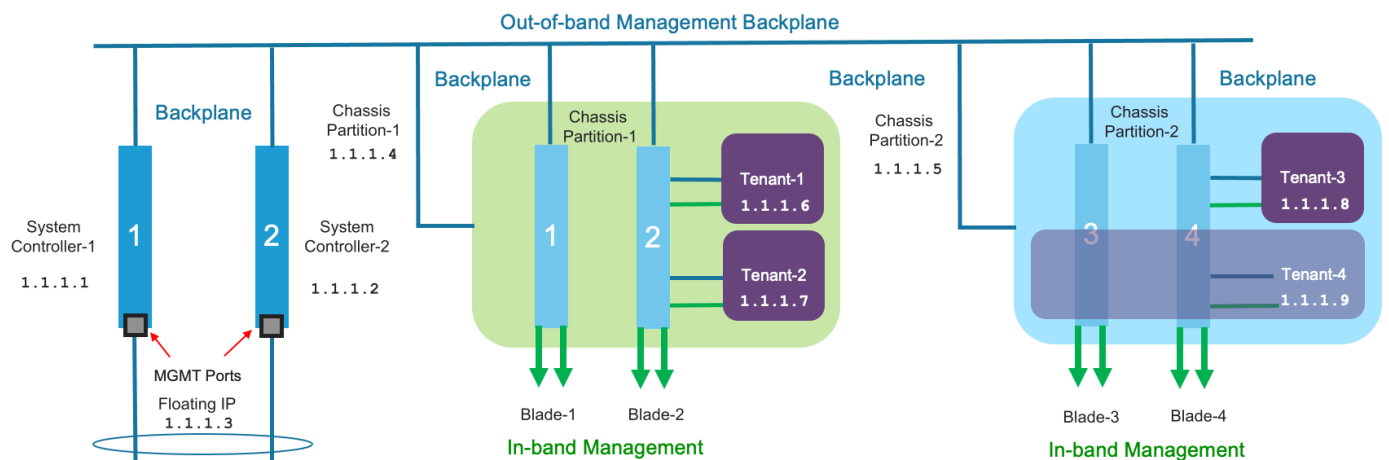 Out-of-band Management Backplane
Backplane
Backplane
Backplane
Backplane
Chassis
Partition-1
1.1.1.4
Chassis
Partition-1
Chassis
Partition-2
1.1.1.5
Chassis
Partition-2
System
Controller-1
1.1.1.1
1
2
System
Controller-2
1.1.1.2
1
2
Tenant-1
1.1.1.6
Tenant-2
1.1.1.7
3
4
Tenant-3
1.1.1.8
Tenant-4
1.1.1.9
MGMT Ports
Floating IP
1.1.1.3
Blade-1
Blade-2
In-band Management
Blade-3
Blade-4
In-band Management